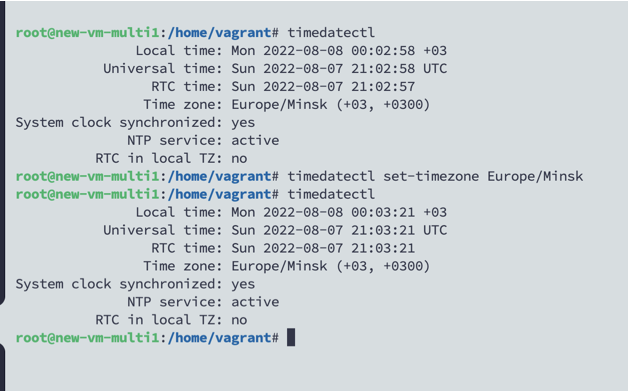 root@new-vm-multi1:/home/vagrant# timedatectl
Local time: Mon 2022-08-08 00:02:58 +03
Universal time: Sun 2022-08-07 21:02:58 UTC
RTC time: Sun 2022-08-07 21:02:57
Time zone: Europe/Minsk (+03, +0300)
System clock synchronized: yes
NTP service: active
RTC in local TZ: no
root@new-vm-multi1:/home/vagrant# timedatectl set-timezone Europe/Minsk
root@new-vm-multi1:/home/vagrant# timedatectl
Local time: Mon 2022-08-08 00:03:21 +03
Universal time: Sun 2022-08-07 21:03:21 UTC
RTC time: Sun 2022-08-07 21:03:21
Time zone: Europe/Minsk (+03, +0300)
System clock synchronized: yes
NTP service: active
RTC in local TZ: no
root@new-vm-multi1:/home/vagrant#